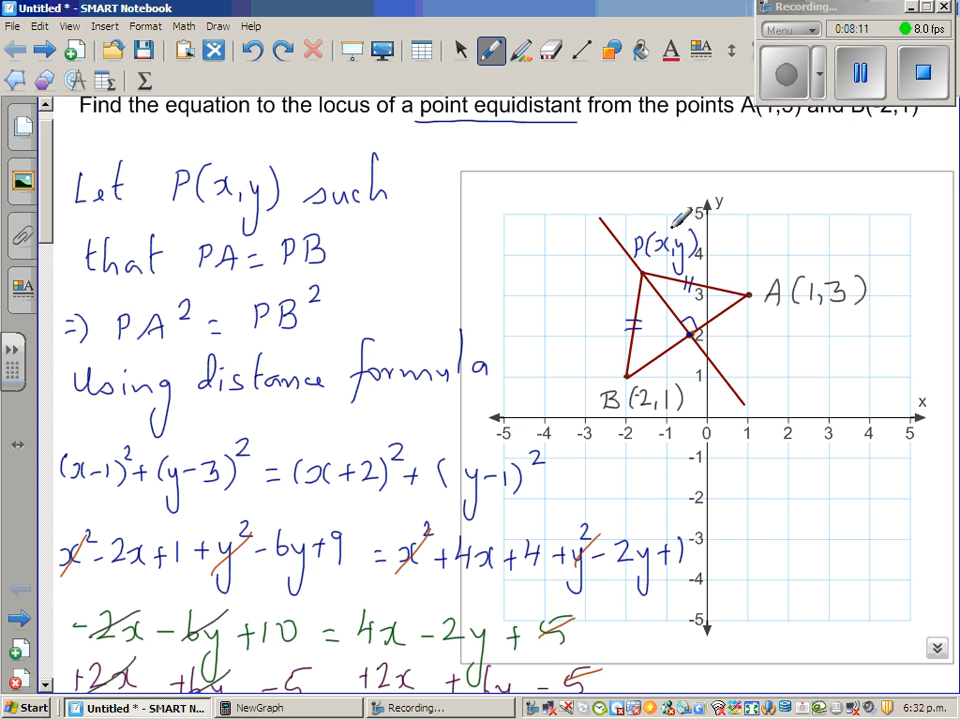 Untitled * - SMART Notebook
Recording...
File Edit View Insert Format Math Draw Help
Menu 00:08:11 8.0 fps
Find the equation to the locus of a point equidistant from the points A(1,3) and B(-2,1)
Let P(x,y) such
that PA = PB
=> PA² = PB²
Using distance formula
(x-1)²+(y-3)² = (x+2)²+(y-1)²
x²-2x+1+y²-6y+9 = x²+4x+4+y²-2y+1
-2x-6y+10 = 4x-2y+5
+2x +6y -5 +2x +6y -5
y
5
P(x,y) 4
3 A(1,3)
2
1
B(-2,1)
x
-5 -4 -3 -2 -1 0 1 2 3 4 5
-1
-2
-3
-4
-5
Start Untitled * - SMART N... NewGraph Recording... 6:32 p.m.